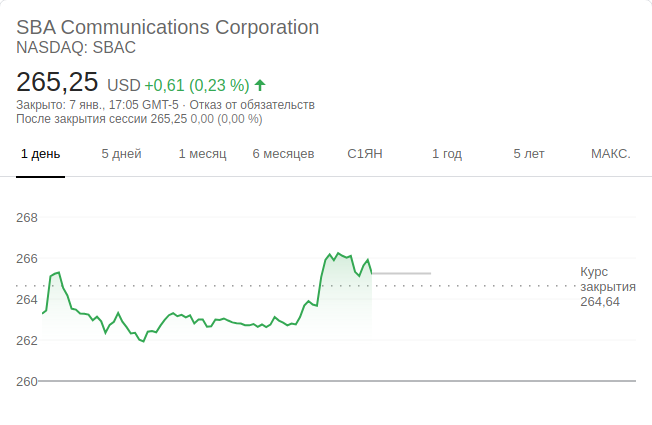 SBA Communications Corporation
NASDAQ: SBAC
265,25 USD +0,61 (0,23 %)
Закрыто: 7 янв., 17:05 GMT-5 · Отказ от обязательств
После закрытия сессии 265,25 0,00 (0,00 %)
1 день 5 дней 1 месяц 6 месяцев С1ЯН 1 год 5 лет МАКС.
268
266
Курс
закрытия
264,64
264
262
260